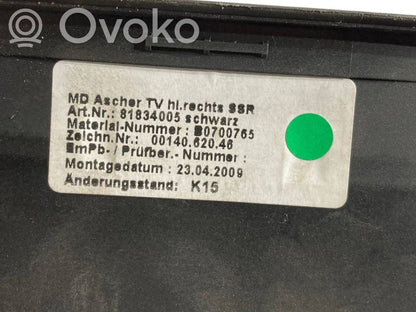 Ovoko
MD Ascher TV hl.rechts SSR
Art.Nr.: 81834005 schwarz
Material-Nummer : B0700765
Zeichn.Nr.: 00140.620.46
EmPb-/ Prüfber.- Nummer :
Montagedatum : 23.04.2009
Änderungsstand: K15